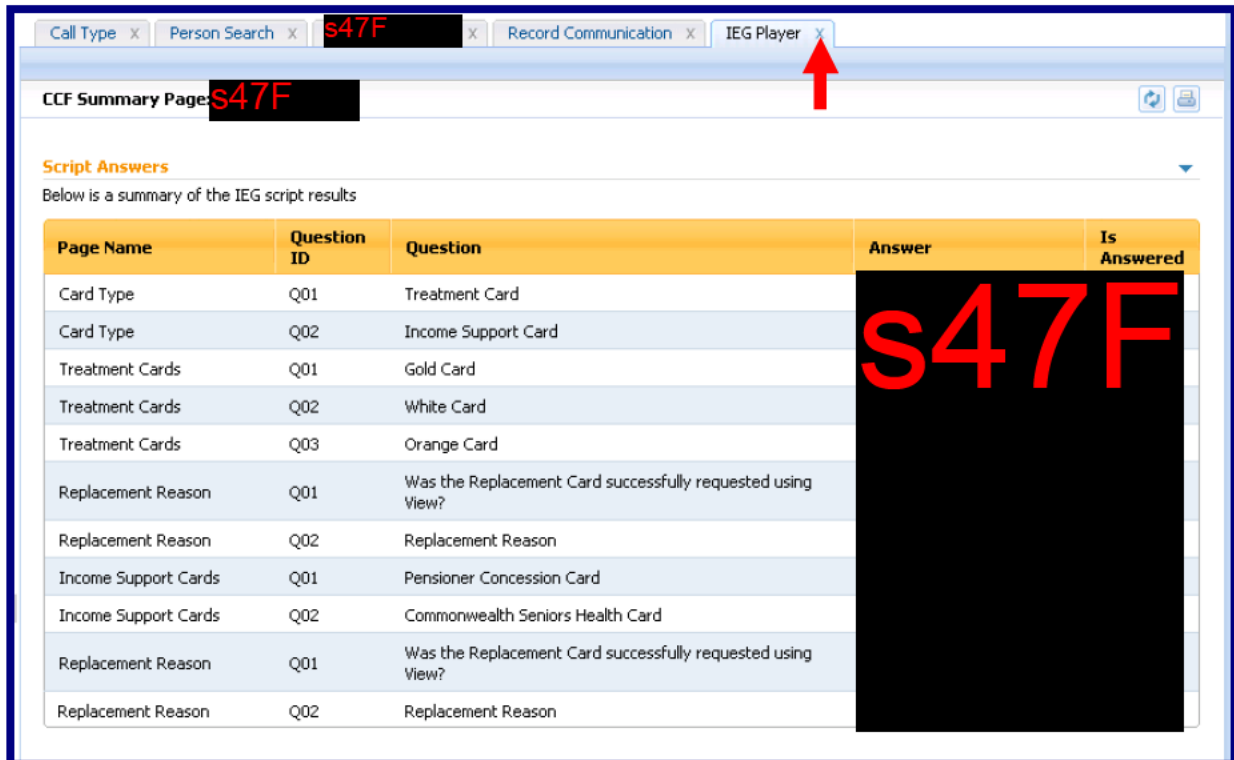 Call Type X Person Search X s47F X Record Communication X IEG Player X
CCF Summary Page: s47F
Script Answers
Below is a summary of the IEG script results
Page Name Question ID Question Answer Is Answered
Card Type Q01 Treatment Card
s47F
Card Type Q02 Income Support Card
Treatment Cards Q01 Gold Card
Treatment Cards Q02 White Card
Treatment Cards Q03 Orange Card
Replacement Reason Q01 Was the Replacement Card successfully requested using View?
Replacement Reason Q02 Replacement Reason
Income Support Cards Q01 Pensioner Concession Card
Income Support Cards Q02 Commonwealth Seniors Health Card
Replacement Reason Q01 Was the Replacement Card successfully requested using View?
Replacement Reason Q02 Replacement Reason